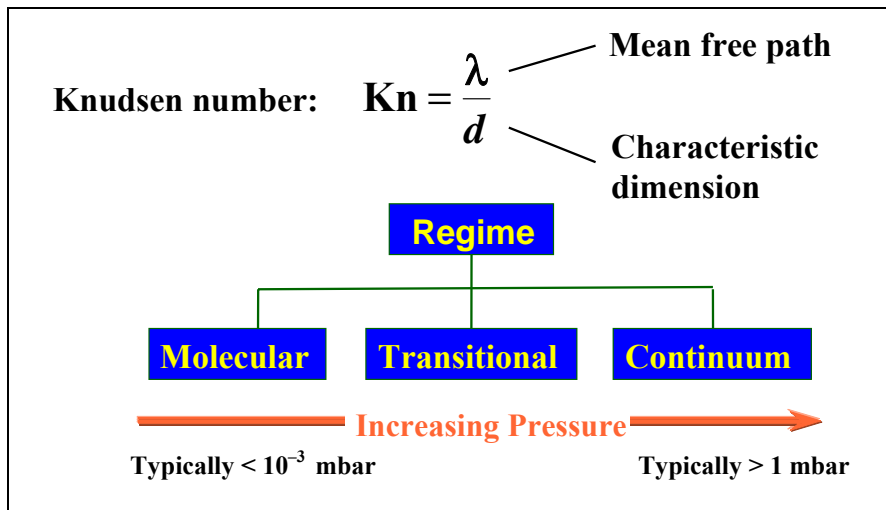 Mean free path
Knudsen number: Kn = λ/d
Characteristic
dimension
Regime
Molecular Transitional Continuum
Increasing Pressure
Typically < 10⁻³ mbar Typically > 1 mbar